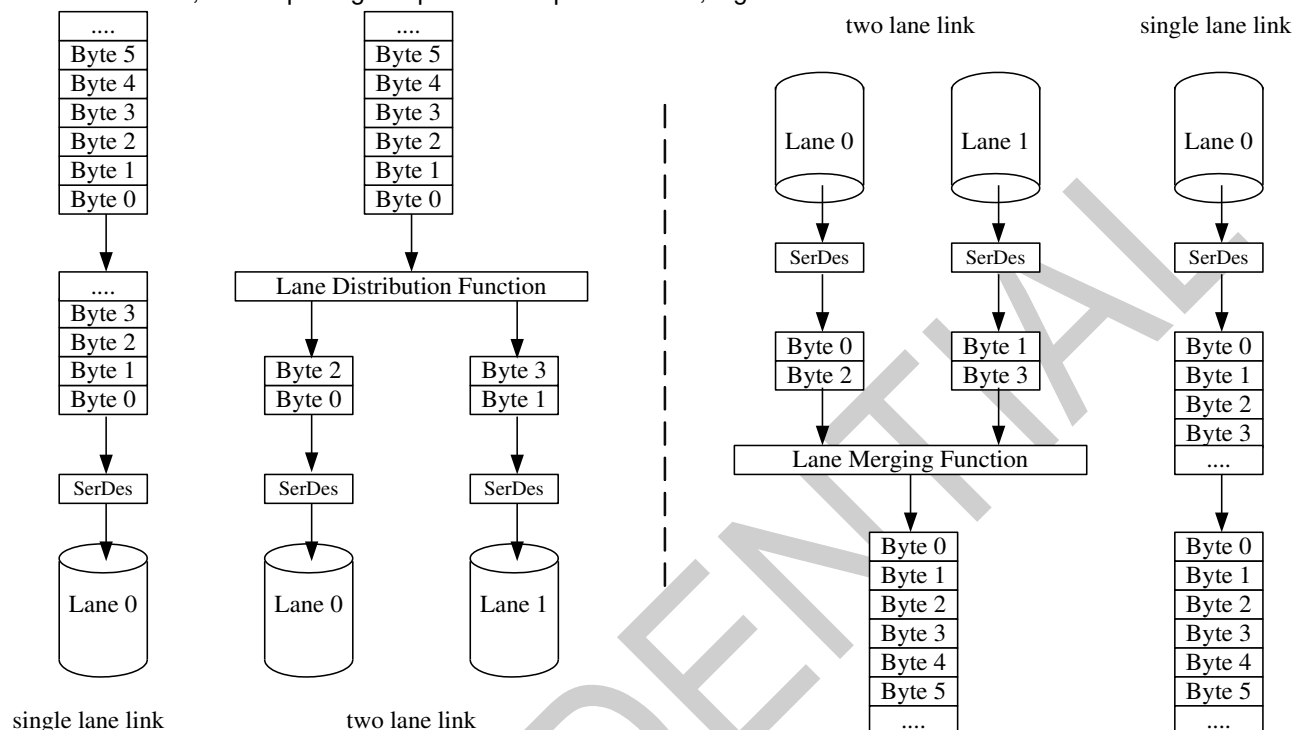 ....
Byte 5
Byte 4
Byte 3
Byte 2
Byte 1
Byte 0
....
Byte 3
Byte 2
Byte 1
Byte 0
SerDes
Lane 0
single lane link
....
Byte 5
Byte 4
Byte 3
Byte 2
Byte 1
Byte 0
Lane Distribution Function
Byte 2
Byte 0
SerDes
Lane 0
Byte 3
Byte 1
SerDes
Lane 1
two lane link
two lane link
Lane 0
SerDes
Byte 0
Byte 2
Lane 1
SerDes
Byte 1
Byte 3
Lane Merging Function
Byte 0
Byte 1
Byte 2
Byte 3
Byte 4
Byte 5
....
single lane link
Lane 0
SerDes
Byte 0
Byte 1
Byte 2
Byte 3
....
Byte 0
Byte 1
Byte 2
Byte 3
Byte 4
Byte 5
....
DENTIAL